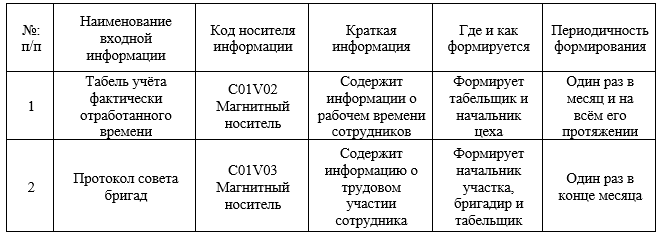 №:
п/п
Наименование
входной
информации
Код носителя
информации
Краткая
информация
Где и как
формируется
Периодичность
формирования
1
Табель учёта
фактически
отработанного
времени
С01V02
Магнитный
носитель
Содержит
информации о
рабочем времени
сотрудников
Формирует
табельщик и
начальник
цеха
Один раз в
месяц и на
всём его
протяжении
2
Протокол совета
бригад
С01V03
Магнитный
носитель
Содержит
информацию о
трудовом
участии
сотрудника
Формирует
начальник
участка,
бригадир и
табельщик
Один раз в
конце месяца